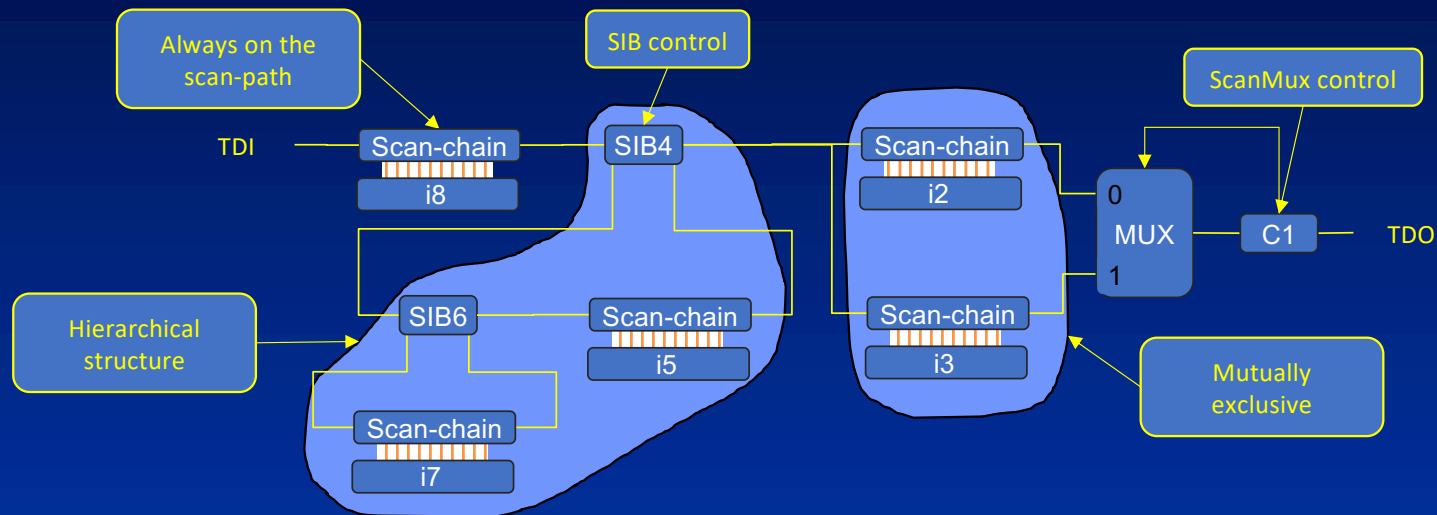 Always on the
scan-path
SIB control
ScanMux control
TDI
Scan-chain
i8
SIB4
Scan-chain
i2
0
MUX
1
C1
TDO
Hierarchical
structure
SIB6
Scan-chain
i5
Scan-chain
i3
Mutually
exclusive
Scan-chain
i7